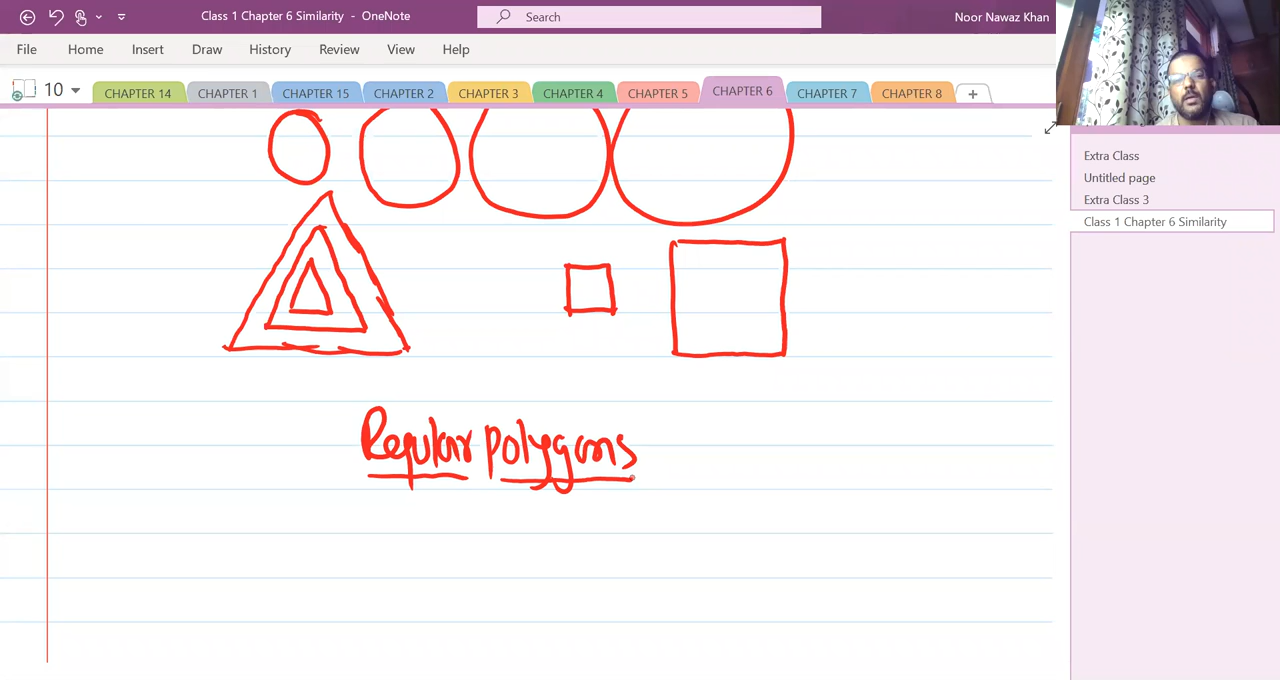 Class 1 Chapter 6 Similarity - OneNote
Search
Noor Nawaz Khan
File Home Insert Draw History Review View Help
10 CHAPTER 14 CHAPTER 1 CHAPTER 15 CHAPTER 2 CHAPTER 3 CHAPTER 4 CHAPTER 5 CHAPTER 6 CHAPTER 7 CHAPTER 8 +
Extra Class
Untitled page
Extra Class 3
Class 1 Chapter 6 Similarity
Regular polygons